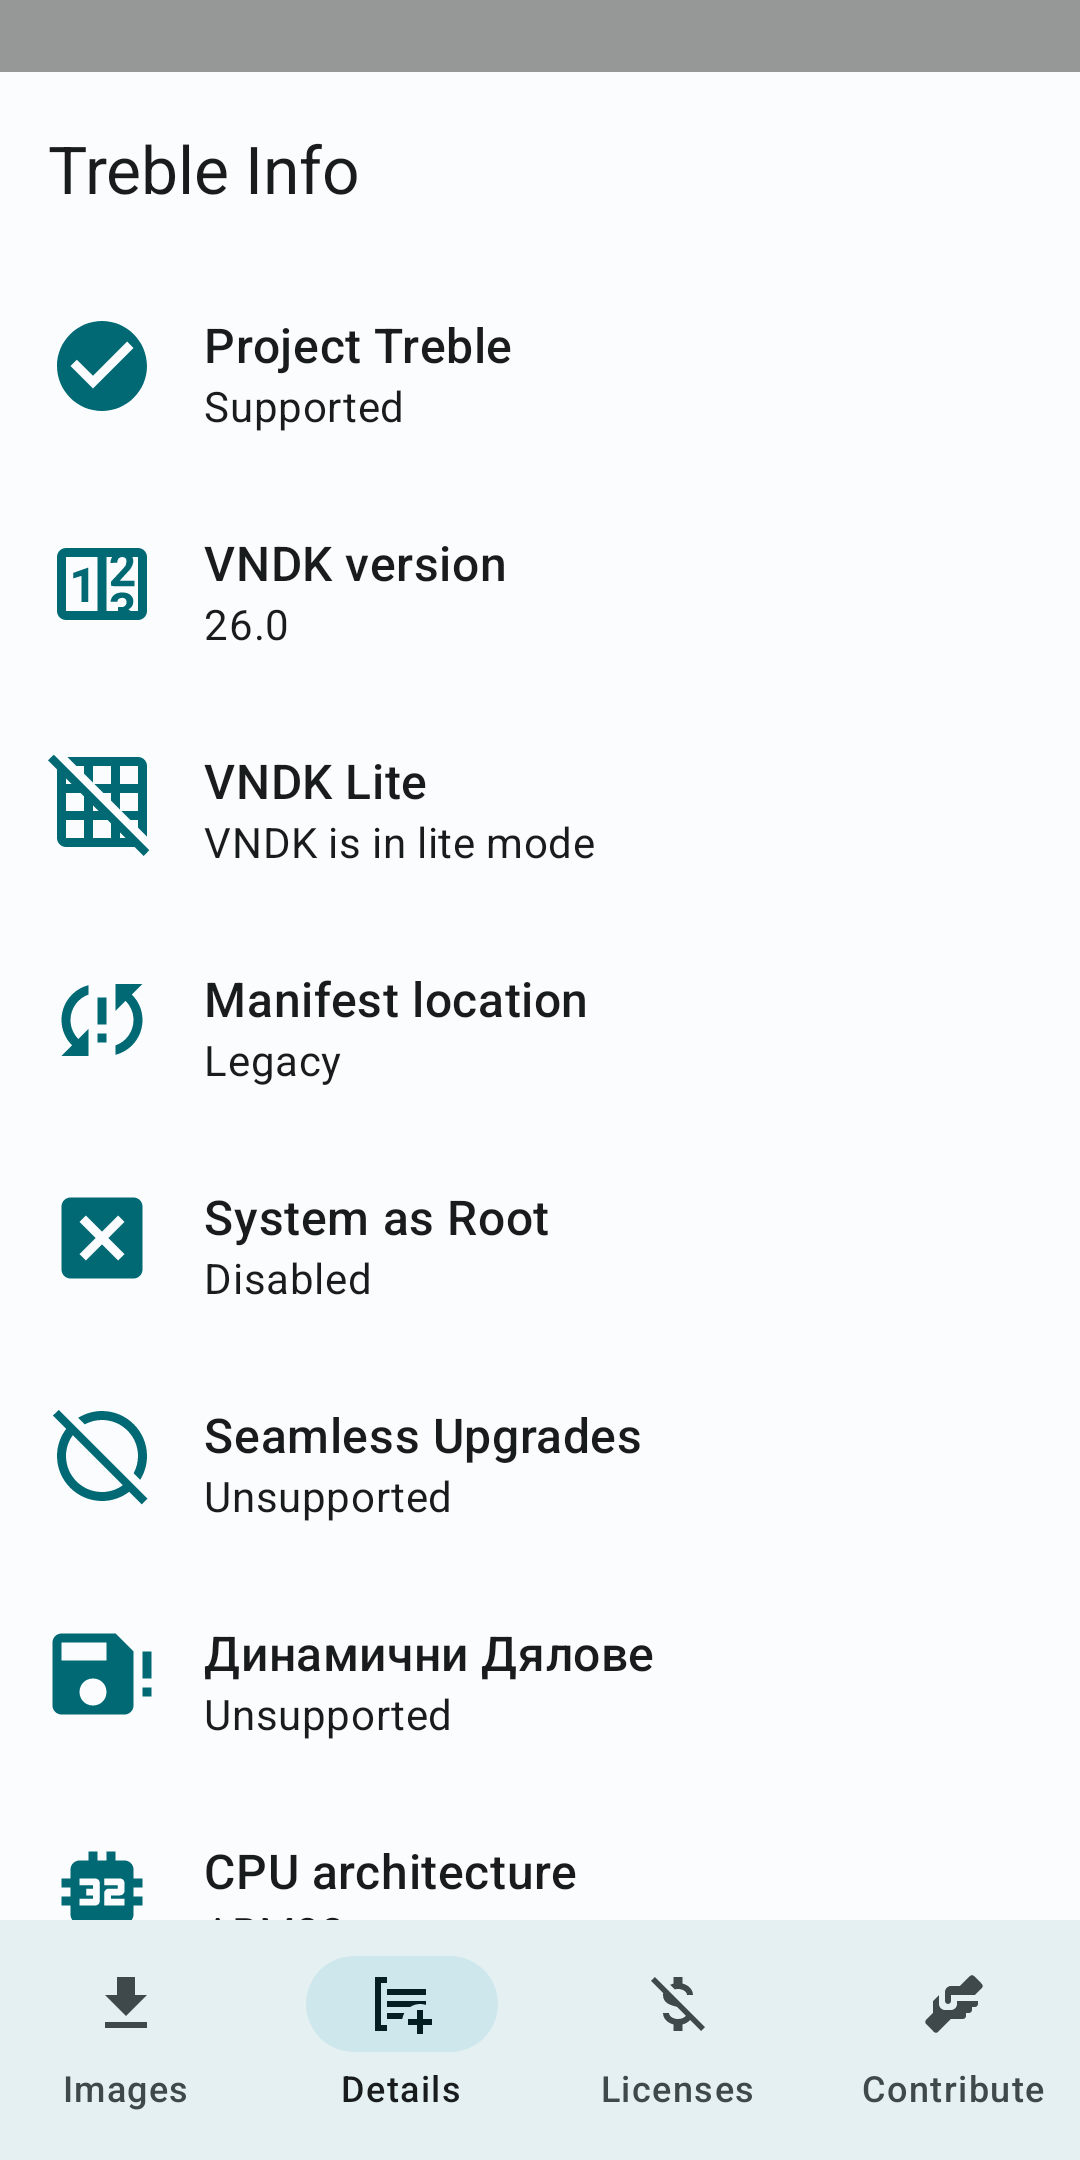 Treble Info
Project Treble
Supported
VNDK version
26.0
VNDK Lite
VNDK is in lite mode
Manifest location
Legacy
System as Root
Disabled
Seamless Upgrades
Unsupported
Динамични Дялове
Unsupported
CPU architecture
Images
Details
Licenses
Contribute